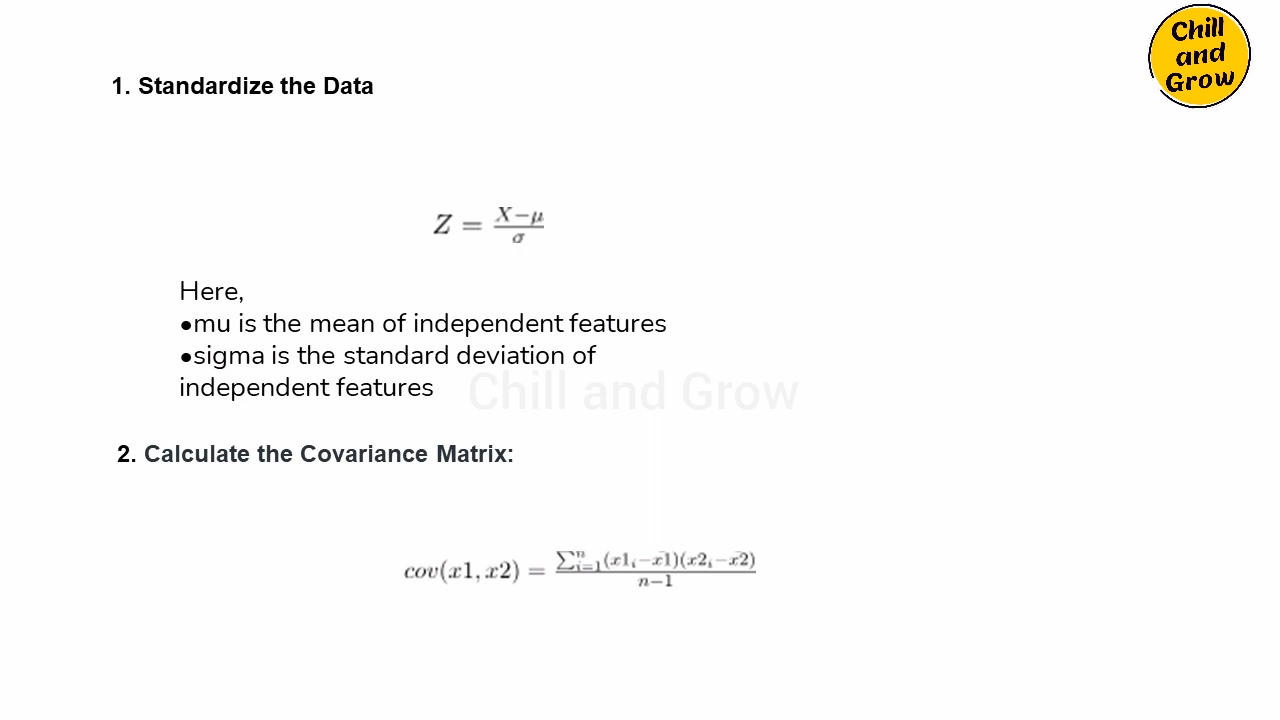 Chill
and
Grow
1. Standardize the Data
Z = X−μ / σ
Here,
•mu is the mean of independent features
•sigma is the standard deviation of
independent features
Chill and Grow
2. Calculate the Covariance Matrix:
cov(x1, x2) = ∑ⁿᵢ₌₁(x1ᵢ−x̄1)(x2ᵢ−x̄2) / n−1